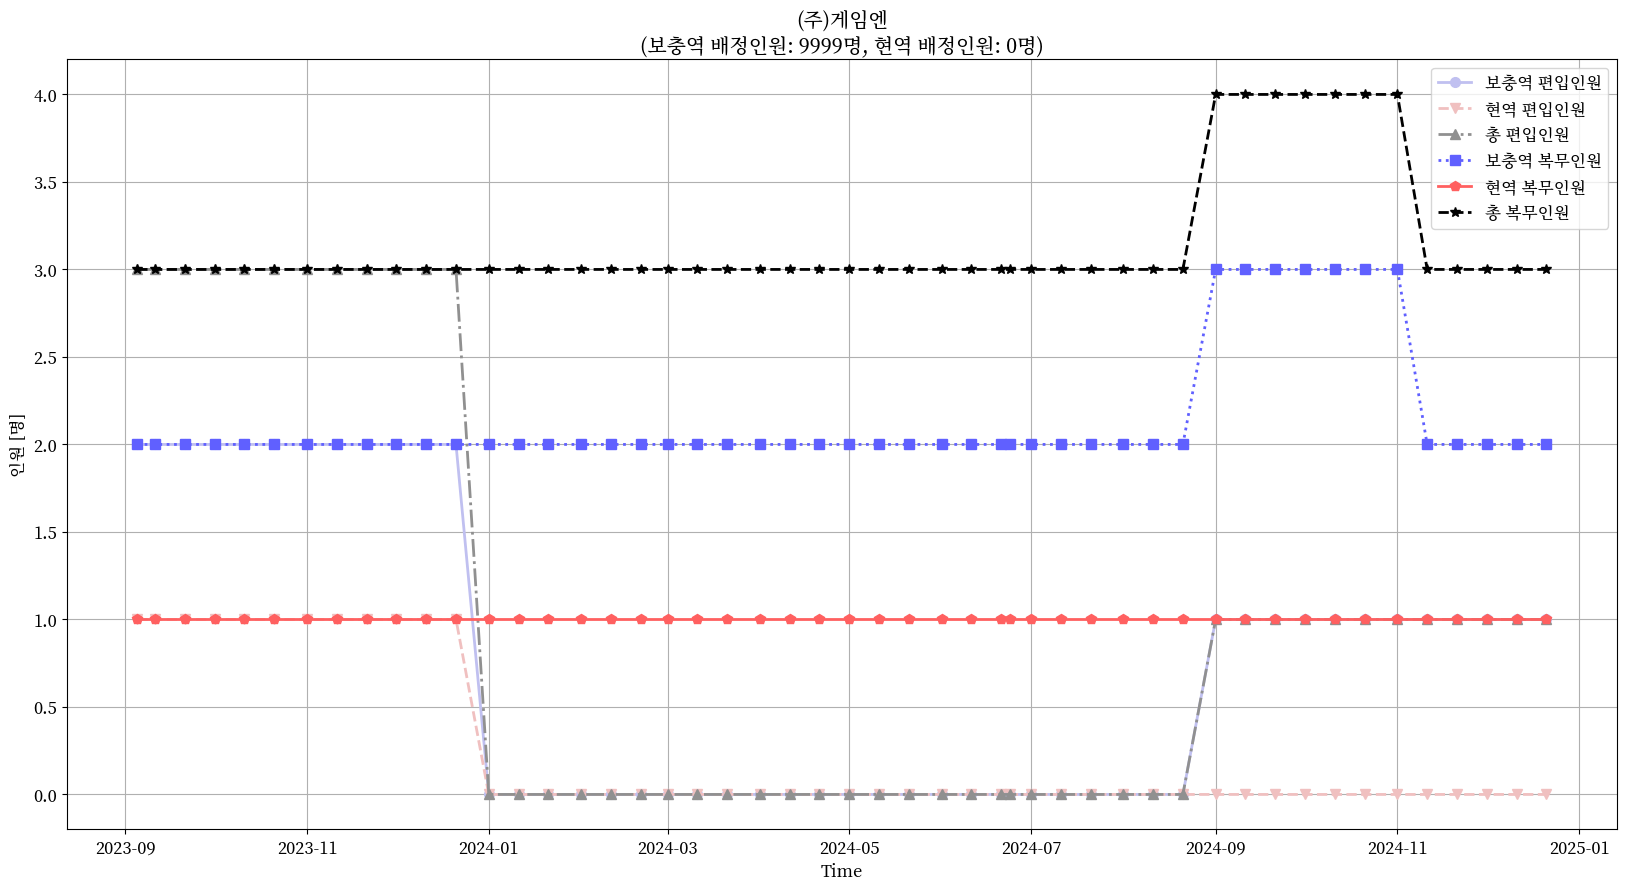 (주)게임엔
(보충역 배정인원: 9999명, 현역 배정인원: 0명)
보충역 편입인원
현역 편입인원
총 편입인원
보충역 복무인원
현역 복무인원
총 복무인원
인원 [명]
4.0
3.5
3.0
2.5
2.0
1.5
1.0
0.5
0.0
2023-09 2023-11 2024-01 2024-03 2024-05 2024-07 2024-09 2024-11 2025-01
Time